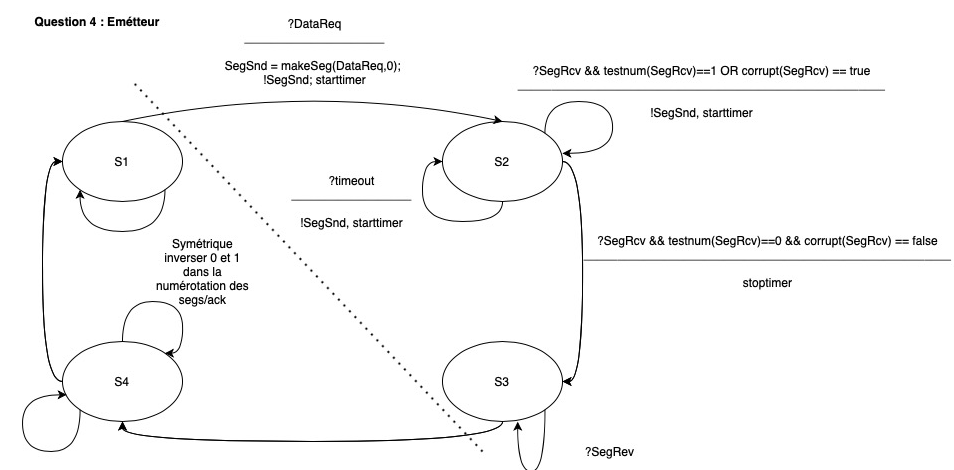 Question 4 : Emétteur
?DataReq
SegSnd = makeSeg(DataReq,0);
!SegSnd; starttimer
?SegRcv && testnum(SegRcv)==1 OR corrupt(SegRcv) == true
!SegSnd, starttimer
S1
S2
?timeout
!SegSnd, starttimer
?SegRcv && testnum(SegRcv)==0 && corrupt(SegRcv) == false
stoptimer
Symétrique
inverser 0 et 1
dans la
numérotation des
segs/ack
S4
S3
?SegRev